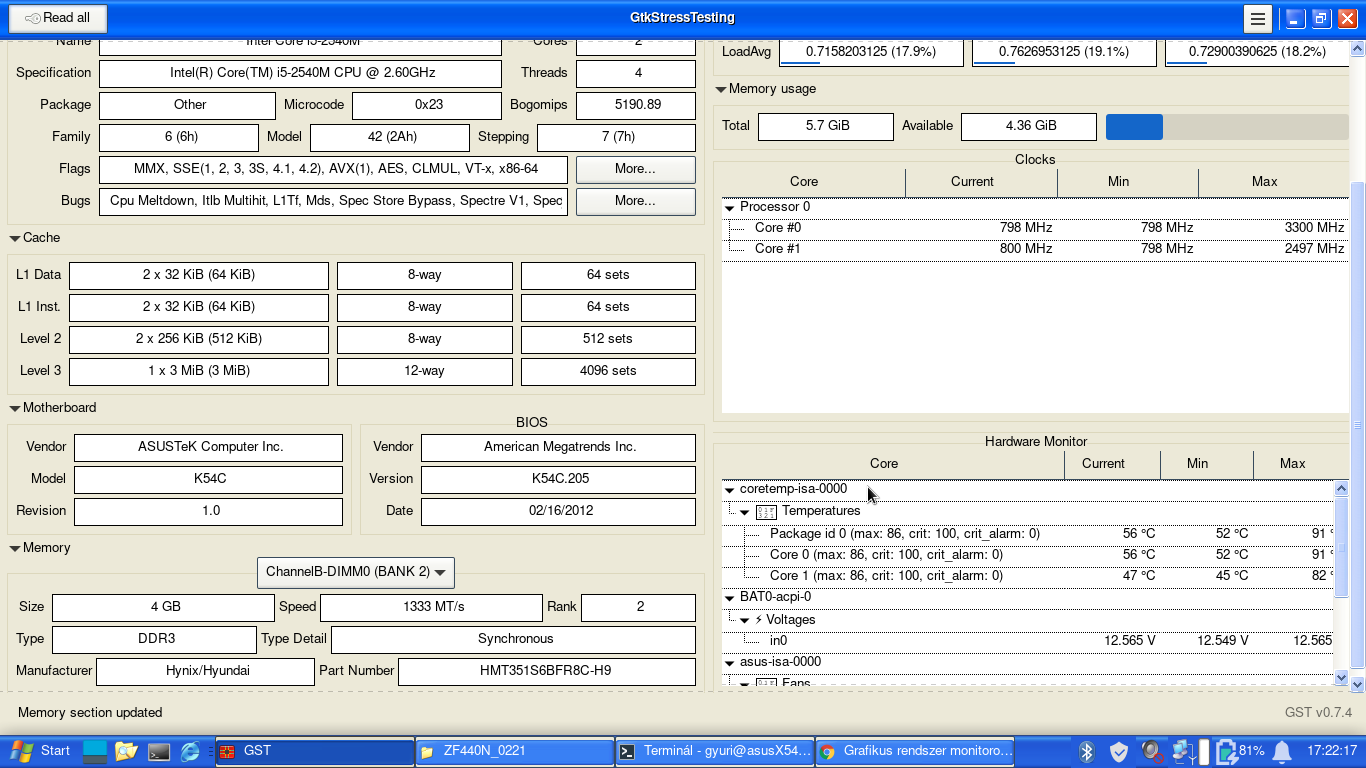 Read all
GtkStressTesting
Name Intel Core i5-2540M Cores 2
Specification Intel(R) Core(TM) i5-2540M CPU @ 2.60GHz Threads 4
Package Other Microcode 0x23 Bogomips 5190.89
Family 6 (6h) Model 42 (2Ah) Stepping 7 (7h)
Flags MMX, SSE(1, 2, 3, 3S, 4.1, 4.2), AVX(1), AES, CLMUL, VT-x, x86-64 More...
Bugs Cpu Meltdown, Itlb Multihit, L1Tf, Mds, Spec Store Bypass, Spectre V1, Spec More...
Cache
L1 Data 2 x 32 KiB (64 KiB) 8-way 64 sets
L1 Inst. 2 x 32 KiB (64 KiB) 8-way 64 sets
Level 2 2 x 256 KiB (512 KiB) 8-way 512 sets
Level 3 1 x 3 MiB (3 MiB) 12-way 4096 sets
Motherboard
Vendor ASUSTeK Computer Inc.
Model K54C
Revision 1.0
BIOS
Vendor American Megatrends Inc.
Version K54C.205
Date 02/16/2012
Memory
ChannelB-DIMM0 (BANK 2)
Size 4 GB Speed 1333 MT/s Rank 2
Type DDR3 Type Detail Synchronous
Manufacturer Hynix/Hyundai Part Number HMT351S6BFR8C-H9
LoadAvg 0.7158203125 (17.9%) 0.7626953125 (19.1%) 0.72900390625 (18.2%)
Memory usage
Total 5.7 GiB Available 4.36 GiB
Clocks
Core Current Min Max
Processor 0
Core #0 798 MHz 798 MHz 3300 MHz
Core #1 800 MHz 798 MHz 2497 MHz
Hardware Monitor
Core Current Min Max
coretemp-isa-0000
Temperatures
Package id 0 (max: 86, crit: 100, crit_alarm: 0) 56 °C 52 °C 91 °
Core 0 (max: 86, crit: 100, crit_alarm: 0) 56 °C 52 °C 91 °
Core 1 (max: 86, crit: 100, crit_alarm: 0) 47 °C 45 °C 82 °
BAT0-acpi-0
⚡ Voltages
in0 12.565 V 12.549 V 12.565
asus-isa-0000
Fans
Memory section updated
GST v0.7.4
Start GST ZF440N_0221 Terminál - gyuri@asusX54... Grafikus rendszer monitoro... 81% 17:22:17